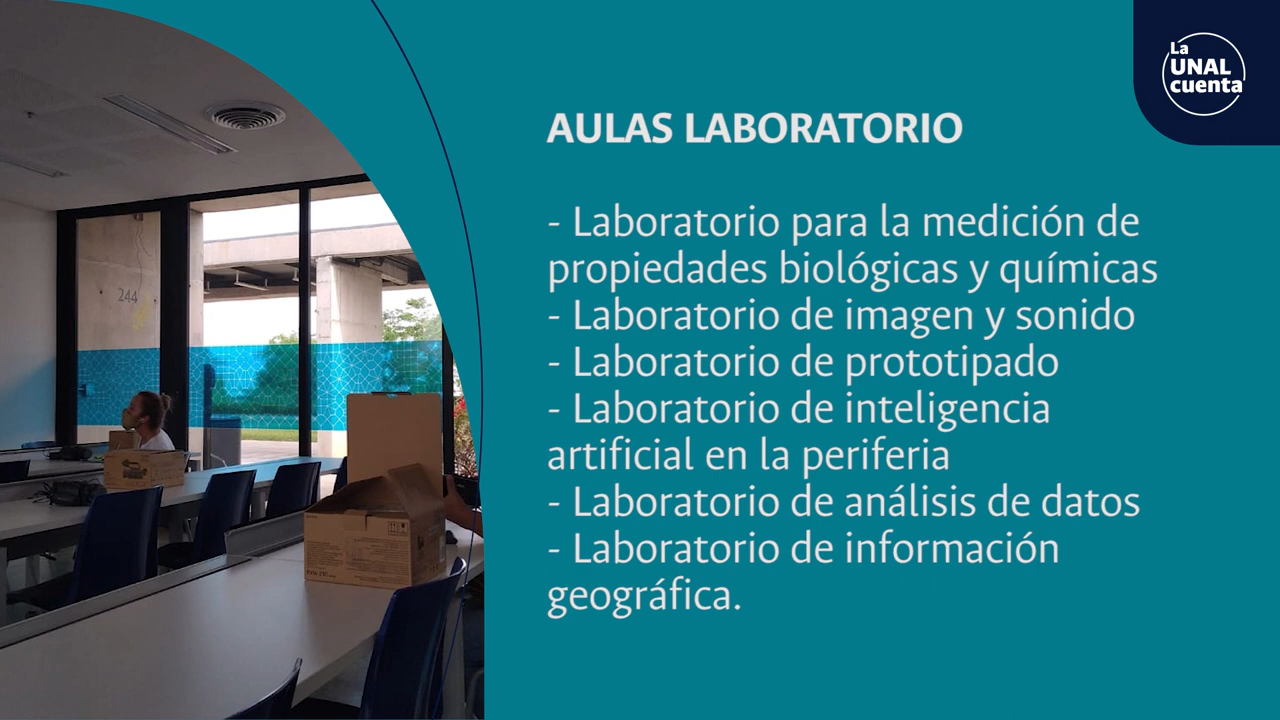 La
UNAL
cuenta
AULAS LABORATORIO
- Laboratorio para la medición de
propiedades biológicas y químicas
- Laboratorio de imagen y sonido
- Laboratorio de prototipado
- Laboratorio de inteligencia
artificial en la periferia
- Laboratorio de análisis de datos
- Laboratorio de información
geográfica.
244